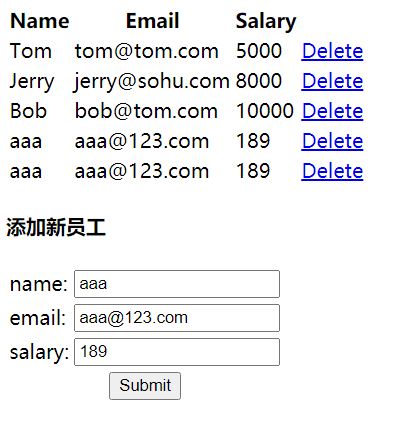 Name Email Salary
Tom tom@tom.com 5000 Delete
Jerry jerry@sohu.com 8000 Delete
Bob bob@tom.com 10000 Delete
aaa aaa@123.com 189 Delete
aaa aaa@123.com 189 Delete
添加新员工
name: aaa
email: aaa@123.com
salary: 189
Submit